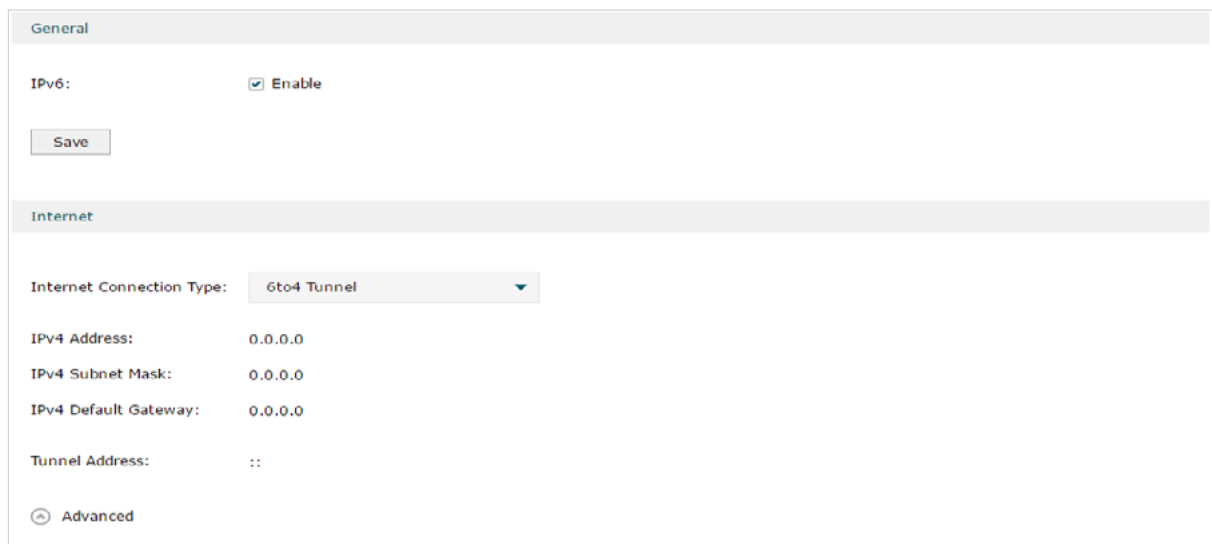 General
IPv6: Enable
Save
Internet
Internet Connection Type: 6to4 Tunnel
IPv4 Address: 0.0.0.0
IPv4 Subnet Mask: 0.0.0.0
IPv4 Default Gateway: 0.0.0.0
Tunnel Address: ::
Advanced